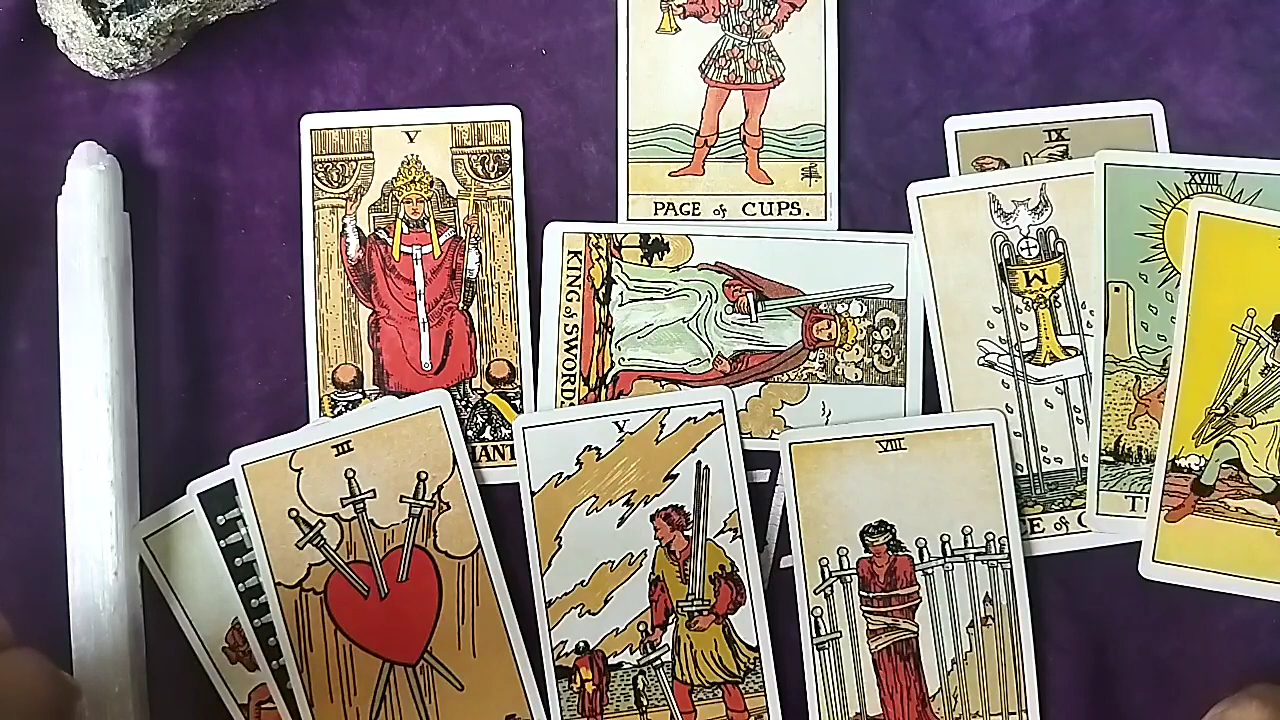 V
PAGE of CUPS.
IX
XVIII
KING of SWORDS
III
V
VIII